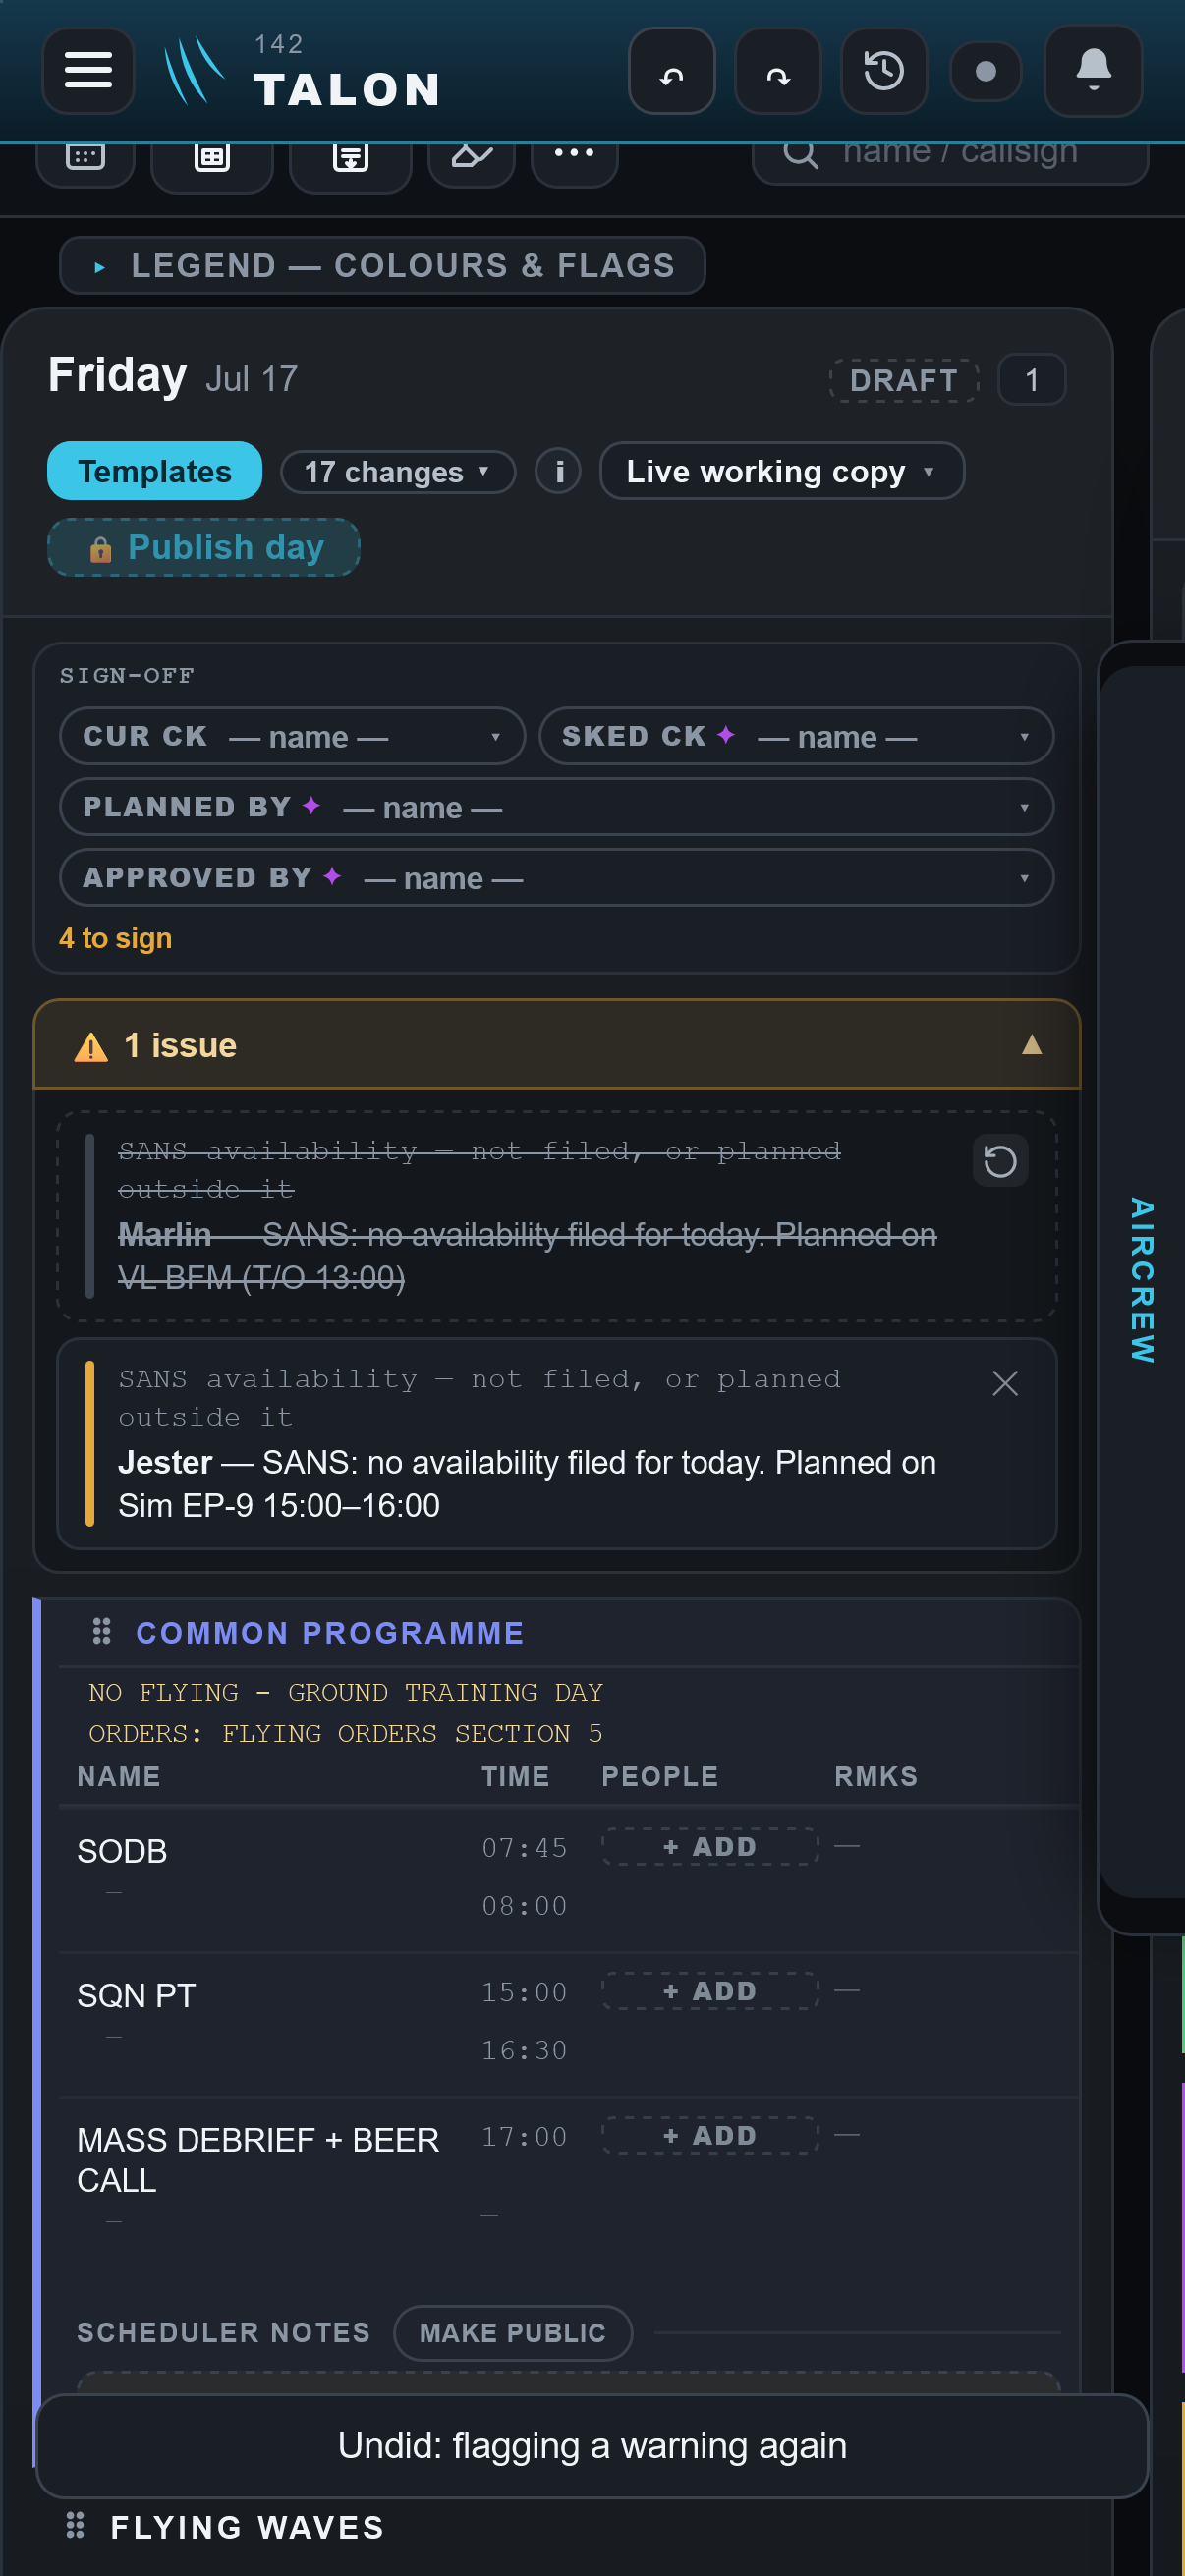 142
TALON
name / callsign
LEGEND — COLOURS & FLAGS
Friday Jul 17
DRAFT
1
Templates
17 changes
i
Live working copy
Publish day
SIGN-OFF
CUR CK — name —
SKED CK — name —
PLANNED BY — name —
APPROVED BY — name —
4 to sign
1 issue
SANS availability — not filed, or planned
outside it
Marlin — SANS: no availability filed for today. Planned on
VL BFM (T/O 13:00)
SANS availability — not filed, or planned
outside it
Jester — SANS: no availability filed for today. Planned on
Sim EP-9 15:00–16:00
AIRCREW
COMMON PROGRAMME
NO FLYING - GROUND TRAINING DAY
ORDERS: FLYING ORDERS SECTION 5
NAME TIME PEOPLE RMKS
SODB 07:45 + ADD —
— 08:00
SQN PT 15:00 + ADD —
— 16:30
MASS DEBRIEF + BEER 17:00 + ADD —
CALL
— —
SCHEDULER NOTES MAKE PUBLIC
Undid: flagging a warning again
FLYING WAVES